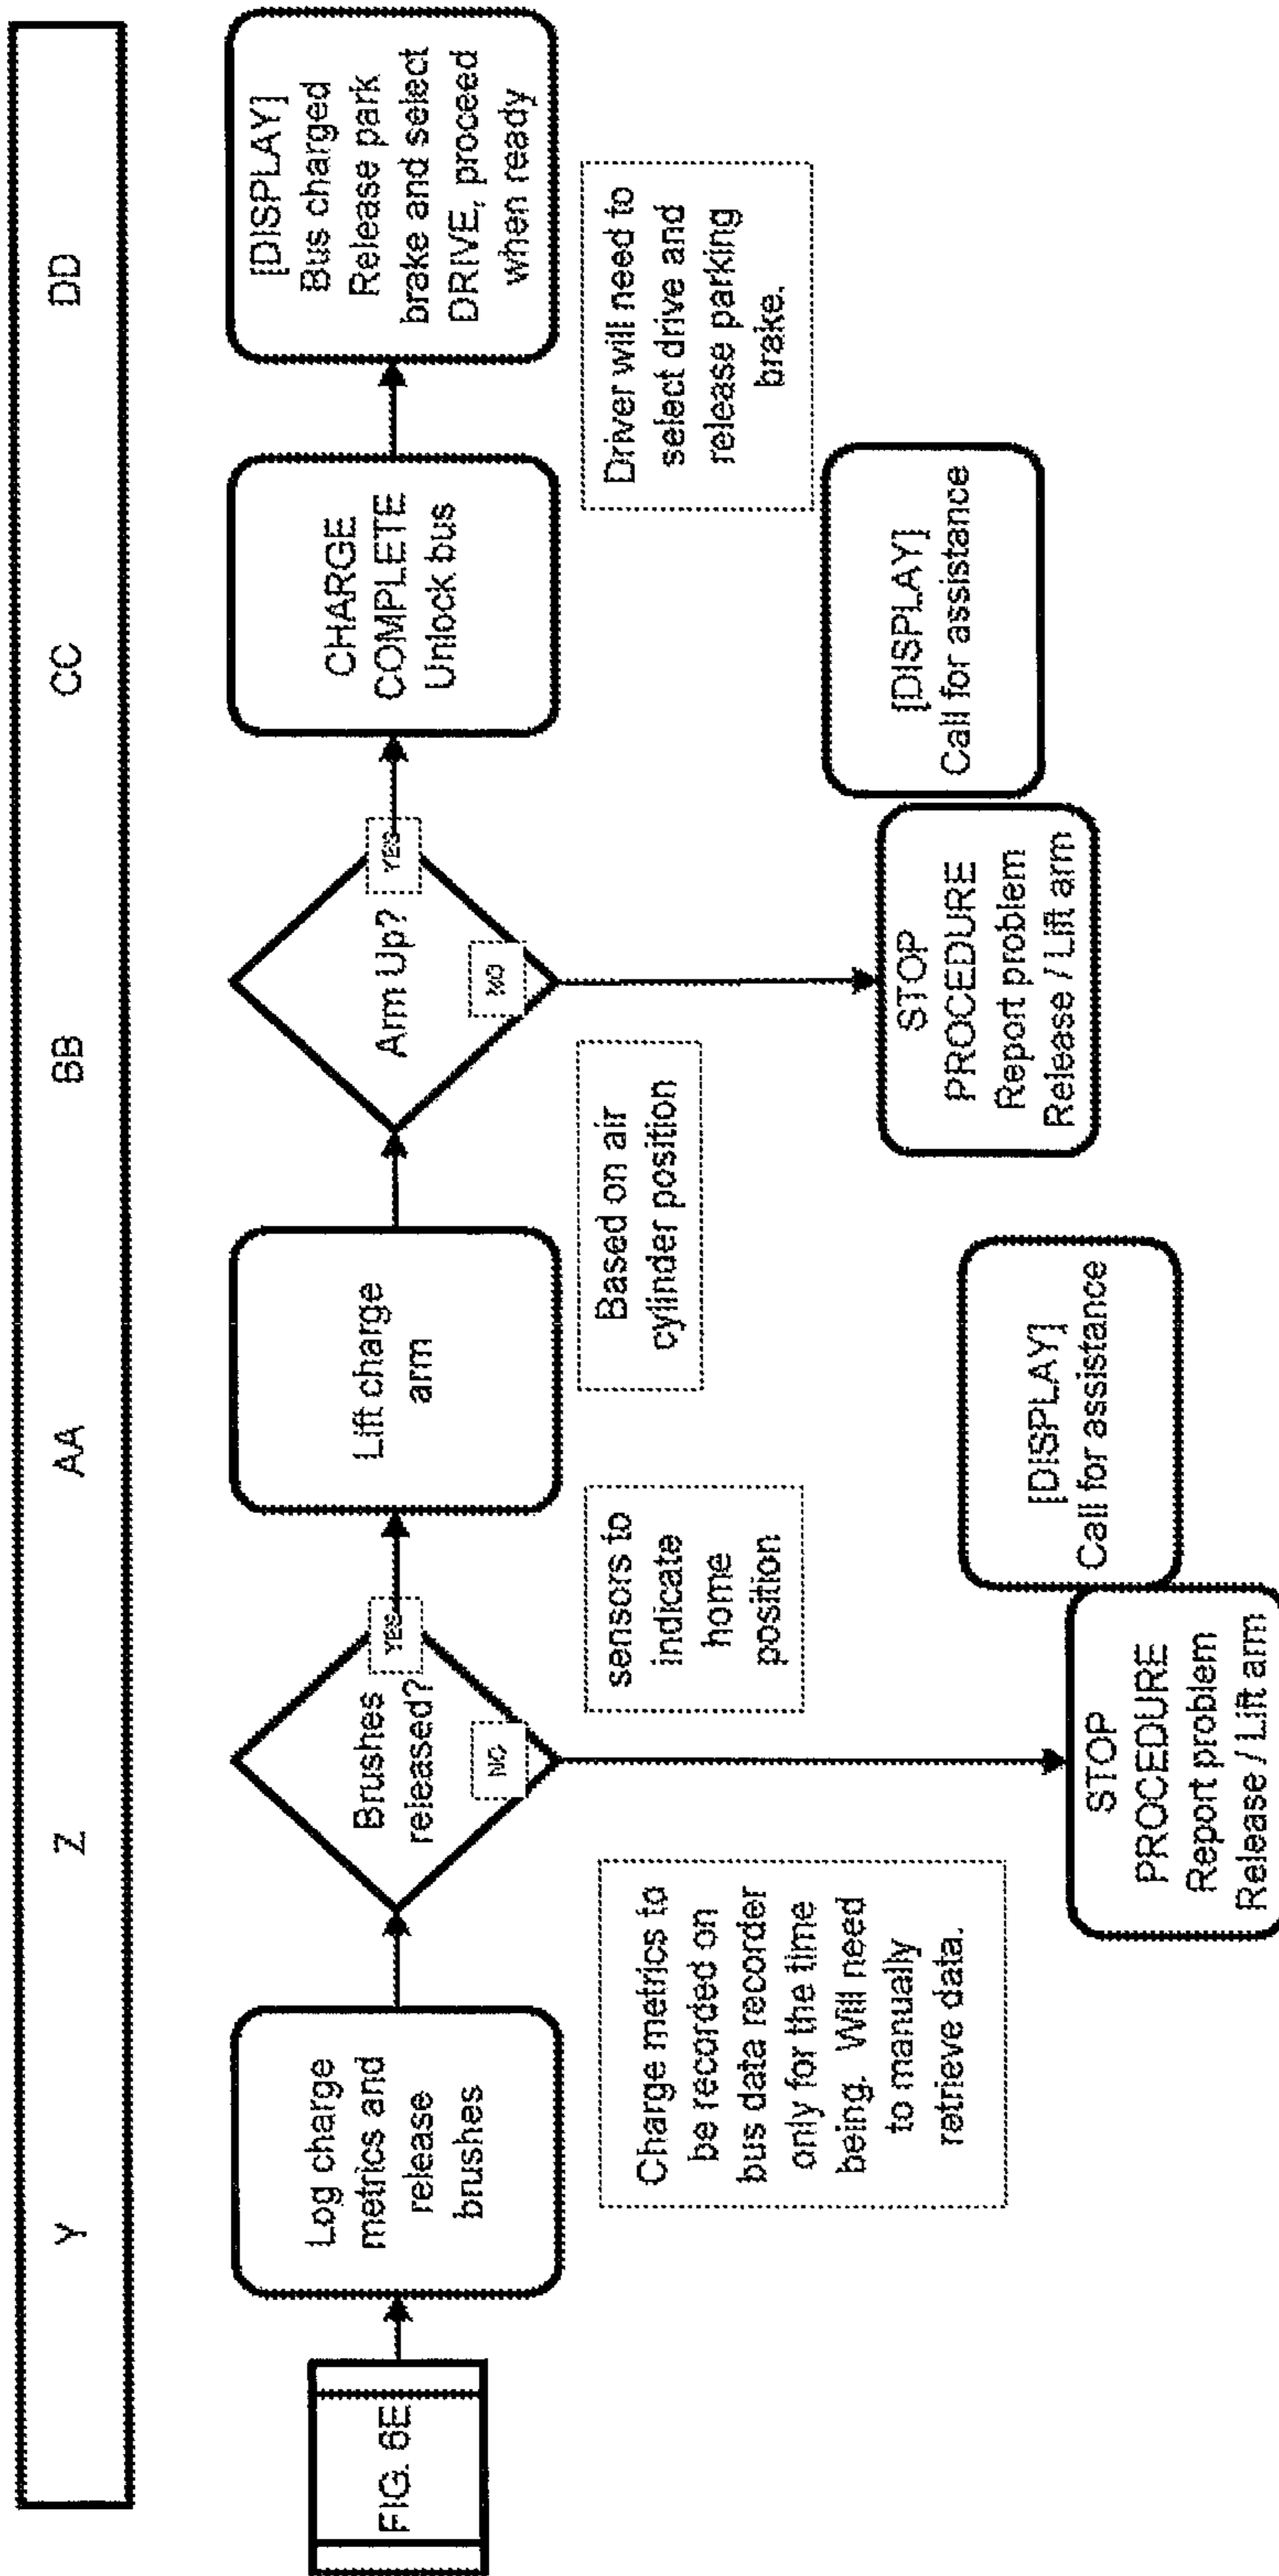 Y Z AA BB CC DD
FIG. 6E
Log charge
metrics and
release
brushes
Brushes
released?
YES
NO
Lift charge
arm
Arm Up?
YES
NO
CHARGE
COMPLETE
Unlock bus
[DISPLAY]
Bus charged
Release park
brake and select
DRIVE, proceed
when ready
Charge metrics to
be recorded on
bus data recorder
only for the time
being. Will need
to manually
retrieve data.
sensors to
indicate
home
position
Based on air
cylinder position
Driver will need to
select drive and
release parking
brake.
STOP
PROCEDURE
Report problem
Release / Lift arm
[DISPLAY]
Call for assistance
STOP
PROCEDURE
Report problem
Release / Lift arm
[DISPLAY]
Call for assistance